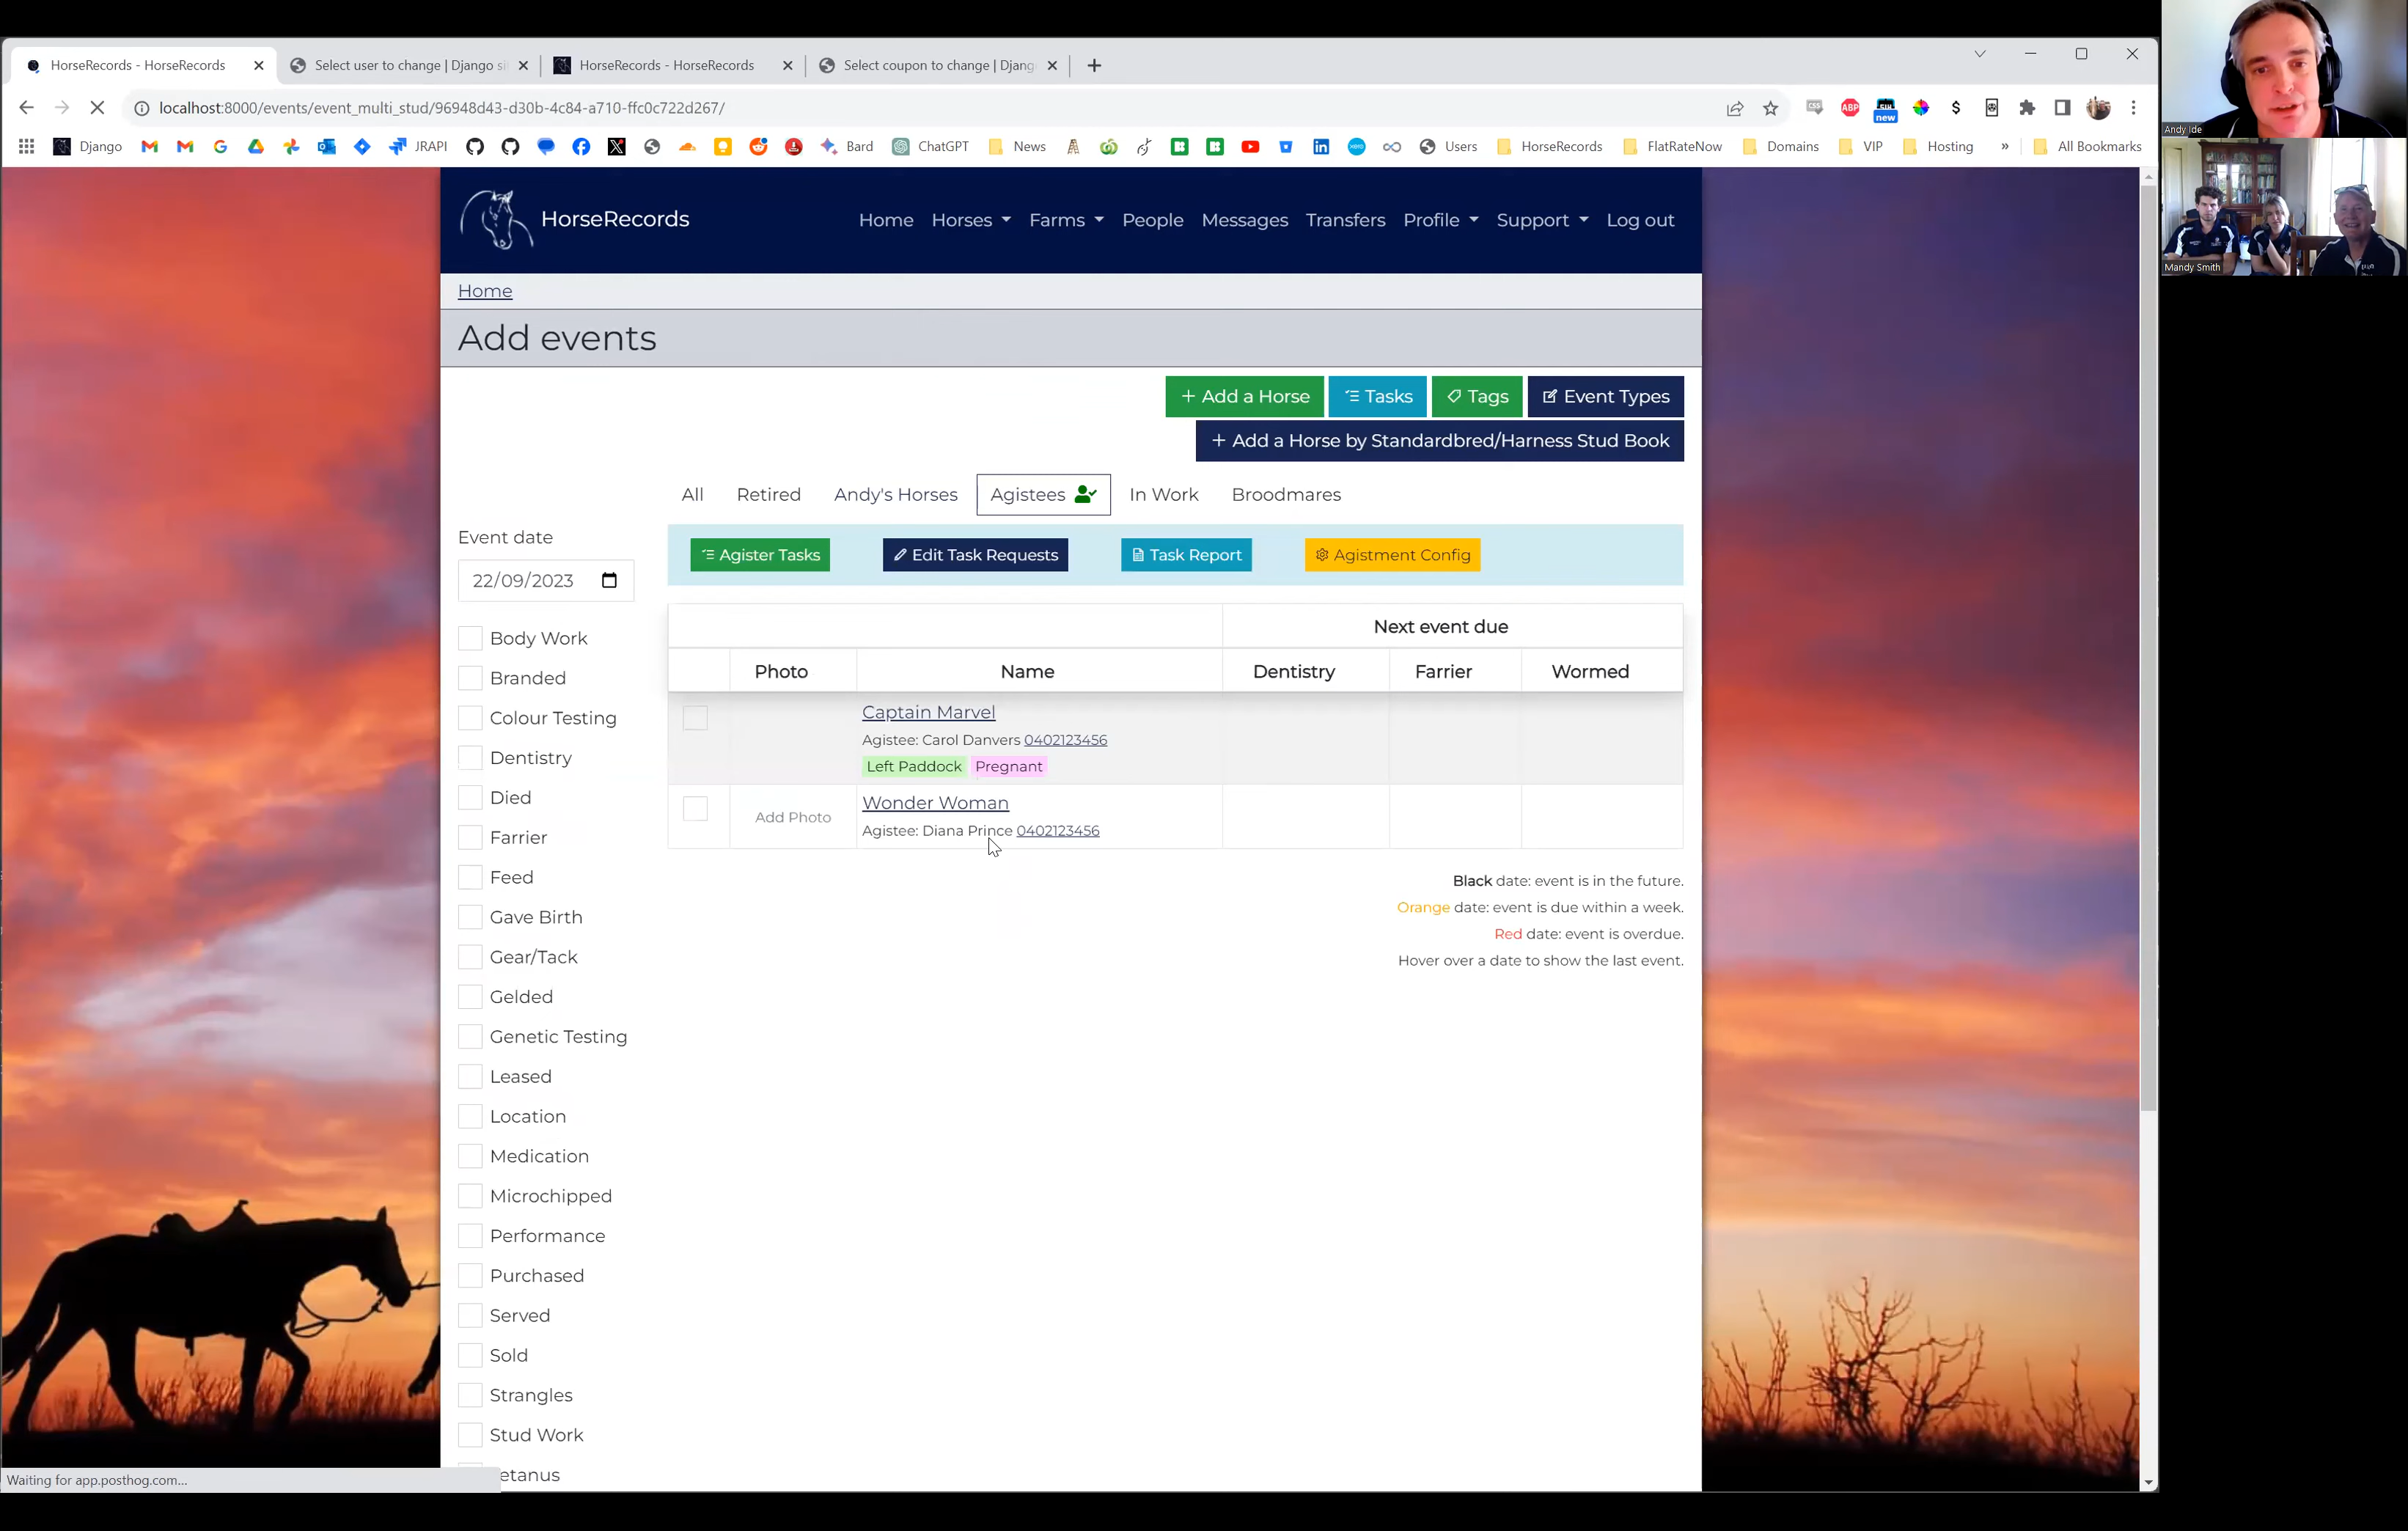 HorseRecords - HorseRecords
Select user to change | Django si
HorseRecords - HorseRecords
Select coupon to change | Djang
localhost:8000/events/event_multi_stud/96948d43-d30b-4c84-a710-ffc0c722d267/
ABP
new
Django
JRAPI
Bard
ChatGPT
News
Users
HorseRecords
FlatRateNow
Domains
VIP
Hosting
All Bookmarks
Andy Ide
Mandy Smith
HorseRecords
Home Horses Farms People Messages Transfers Profile Support Log out
Home
Add events
+ Add a Horse
Tasks
Tags
Event Types
+ Add a Horse by Standardbred/Harness Stud Book
All Retired Andy's Horses Agistees In Work Broodmares
Agister Tasks
Edit Task Requests
Task Report
Agistment Config
Event date
22/09/2023
Body Work
Branded
Colour Testing
Dentistry
Died
Farrier
Feed
Gave Birth
Gear/Tack
Gelded
Genetic Testing
Leased
Location
Medication
Microchipped
Performance
Purchased
Served
Sold
Strangles
Stud Work
etanus
Next event due
Photo Name Dentistry Farrier Wormed
Captain Marvel
Agistee: Carol Danvers 0402123456
Left Paddock Pregnant
Add Photo
Wonder Woman
Agistee: Diana Prince 0402123456
Black date: event is in the future.
Orange date: event is due within a week.
Red date: event is overdue.
Hover over a date to show the last event.
Waiting for app.posthog.com...